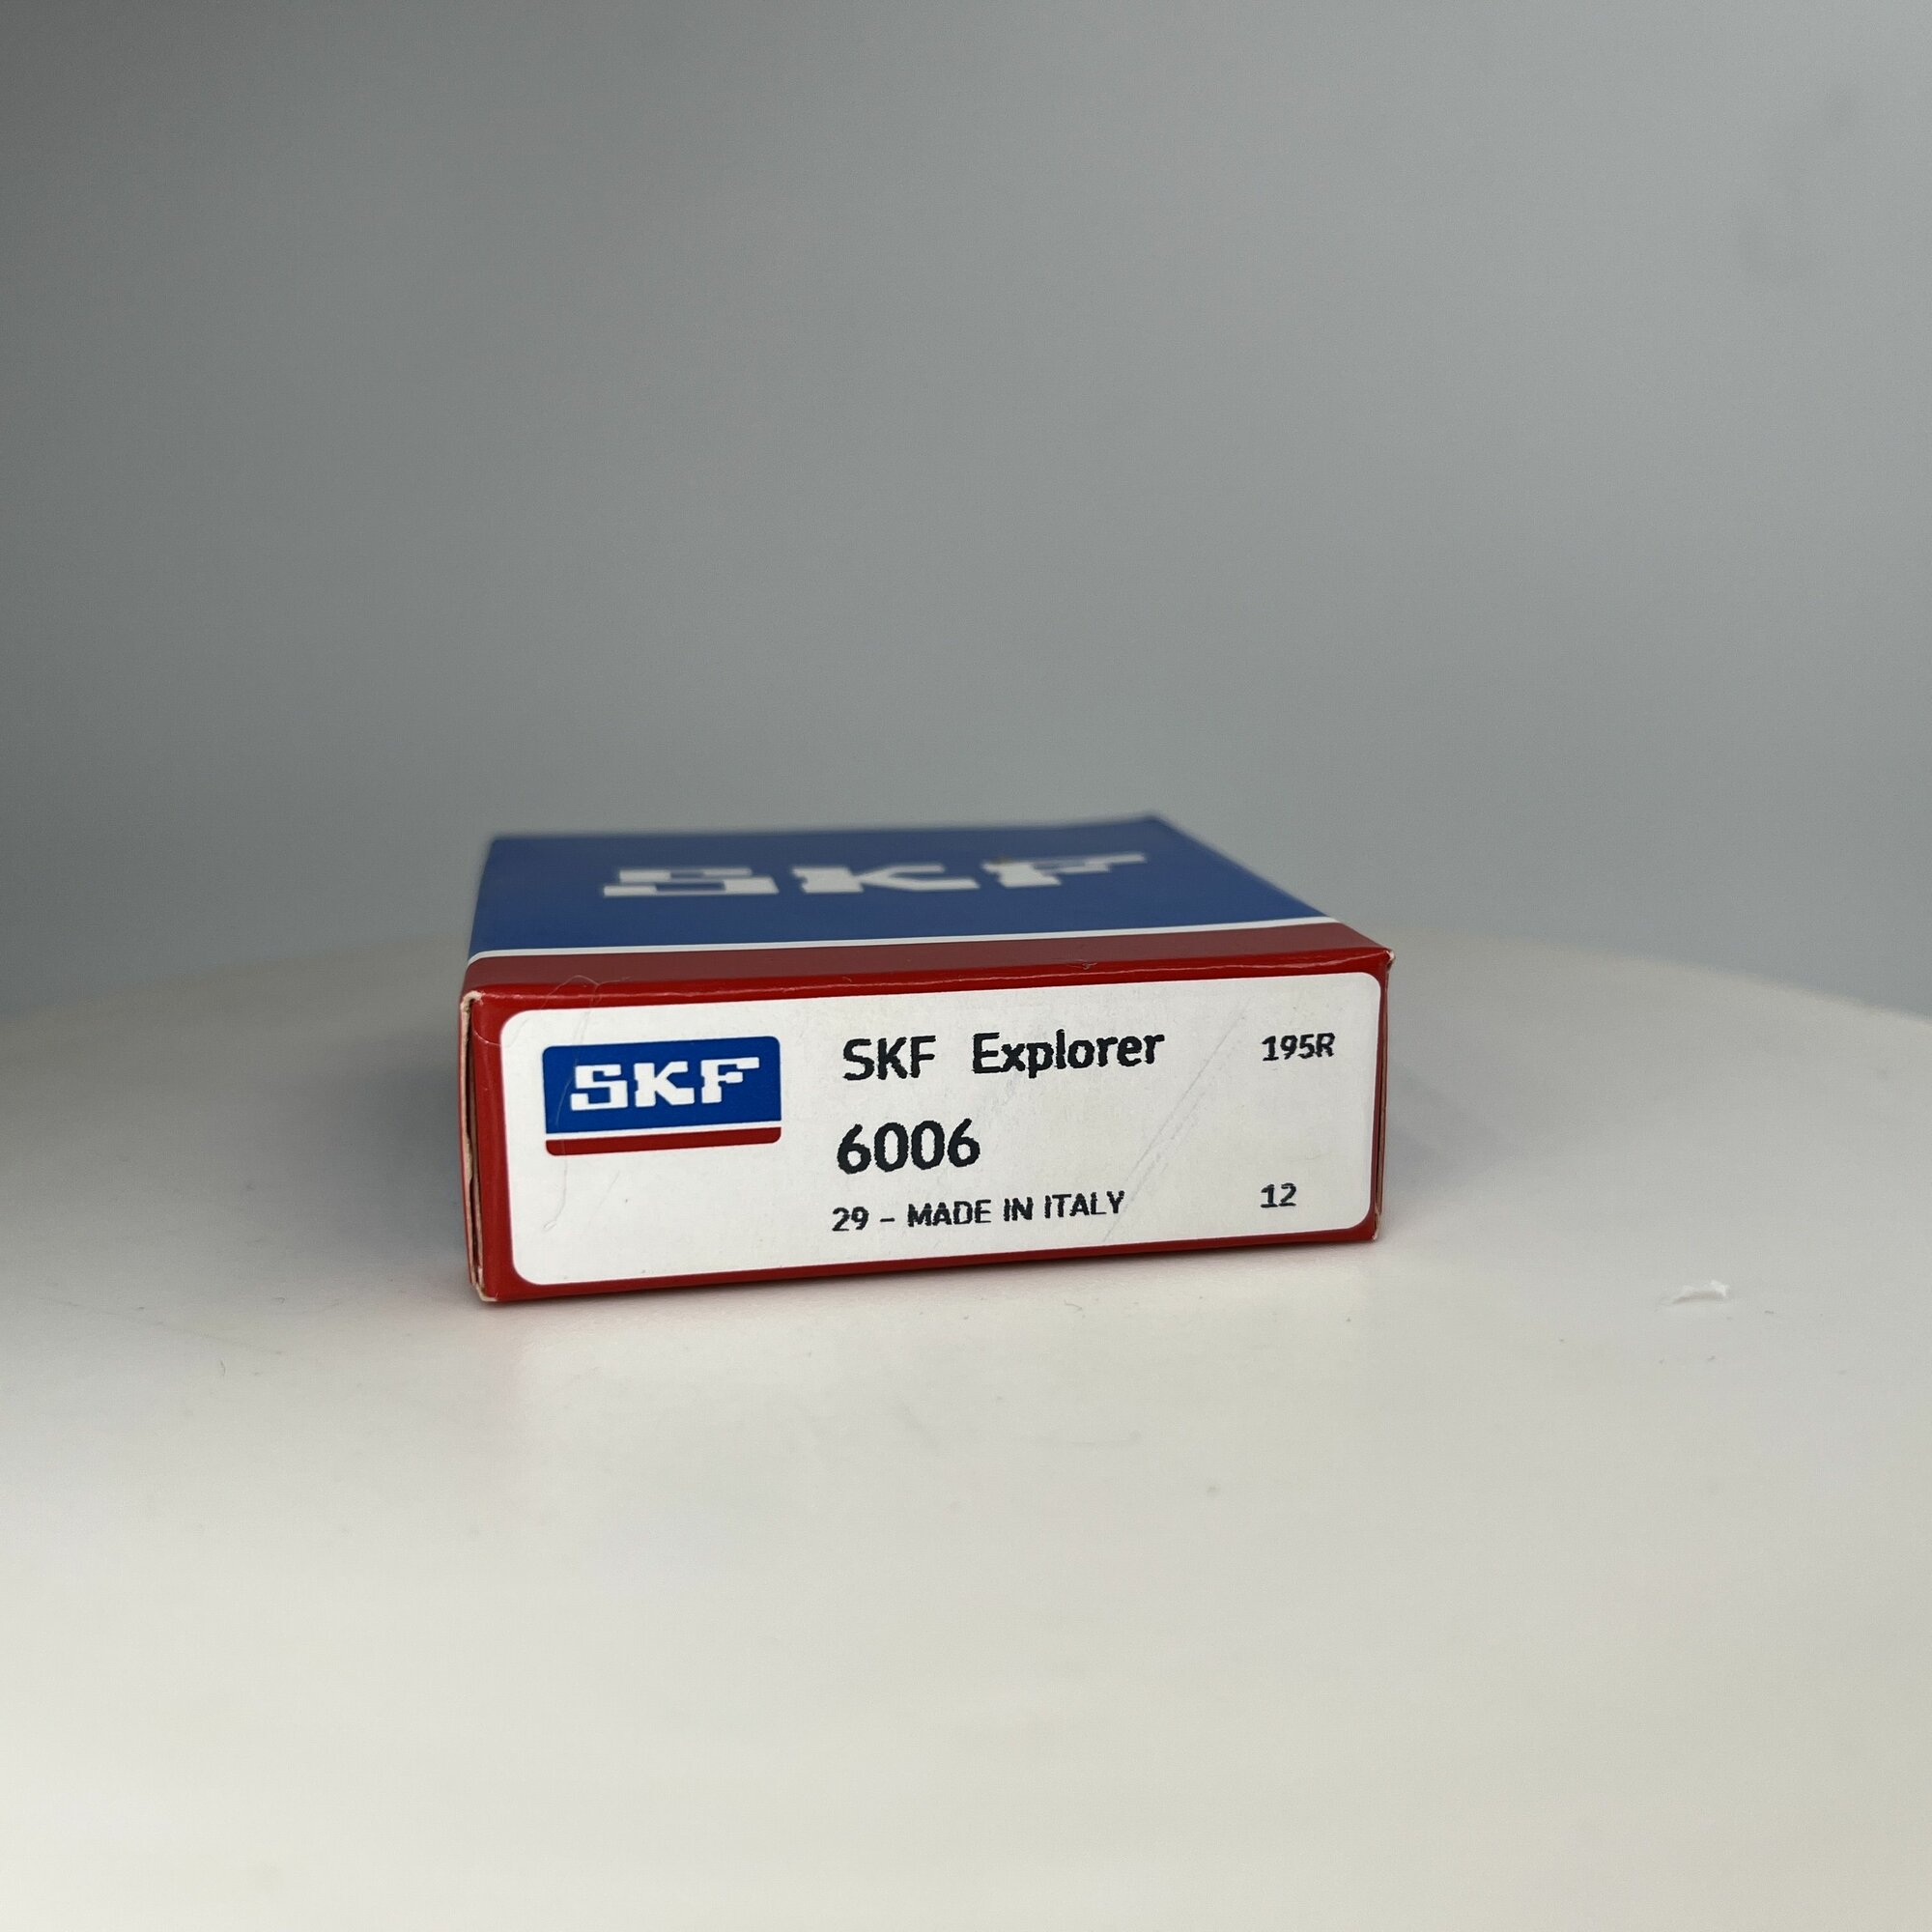 SKF
SKF
SKF Explorer
195R
6006
29 - MADE IN ITALY
12